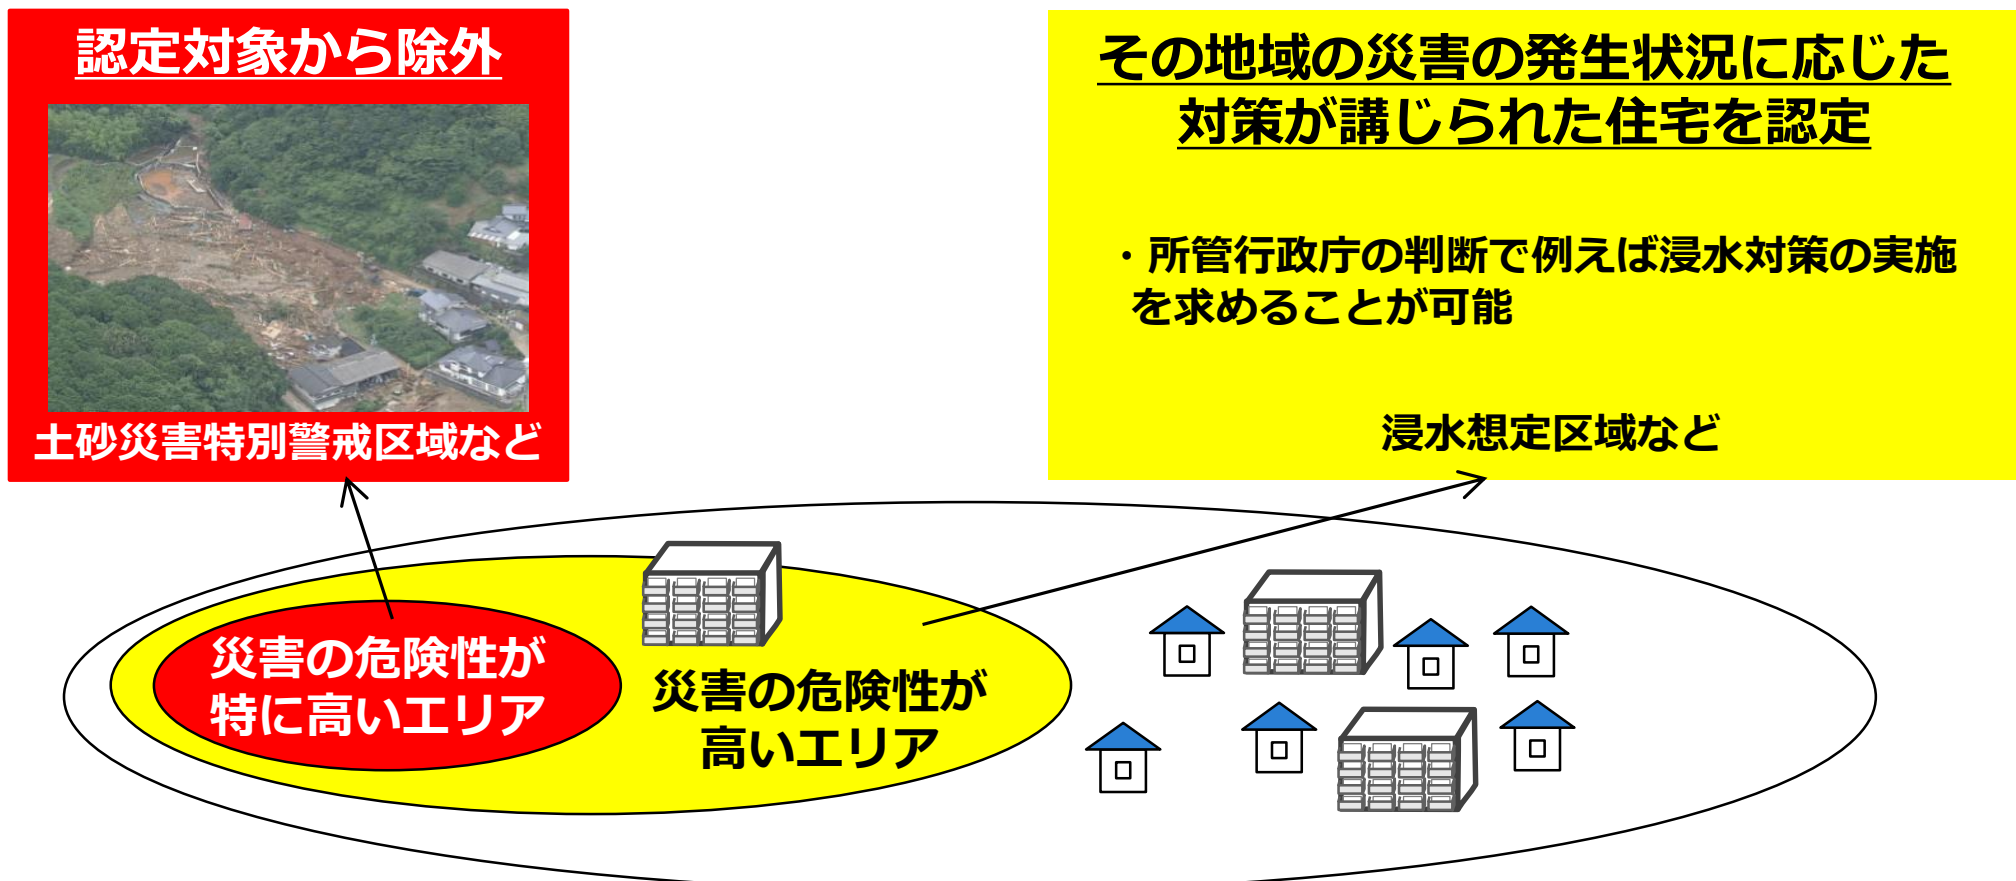 認定対象から除外
土砂災害特別警戒区域など
その地域の災害の発生状況に応じた
対策が講じられた住宅を認定
・所管行政庁の判断で例えば浸水対策の実施
を求めることが可能
浸水想定区域など
災害の危険性が
特に高いエリア
災害の危険性が
高いエリア